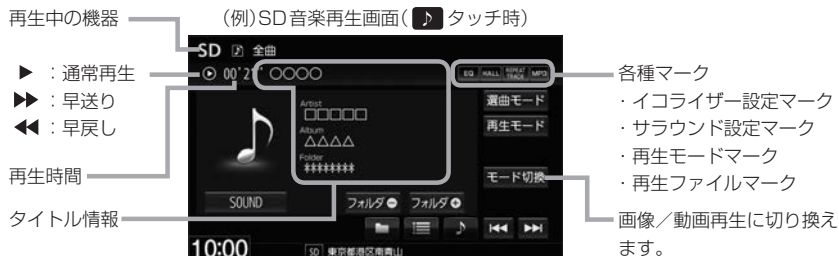 再生中の機器
(例)SD音楽再生画面( ♪ タッチ時)
SD ♪ 全曲
▶ ：通常再生
▶▶ ：早送り
◀◀ ：早戻し
00'2 ○○○○
EQ HALL REPEAT TRACK MP3
各種マーク
・イコライザー設定マーク
・サラウンド設定マーク
・再生モードマーク
・再生ファイルマーク
Artist
□□□□□
Album
△△△△
Folder
********
選曲モード
再生モード
モード切換
再生時間
タイトル情報
SOUND
フォルダ－
フォルダ＋
画像／動画再生に切り換え
ます。
10:00
SD 東京都港区南青山